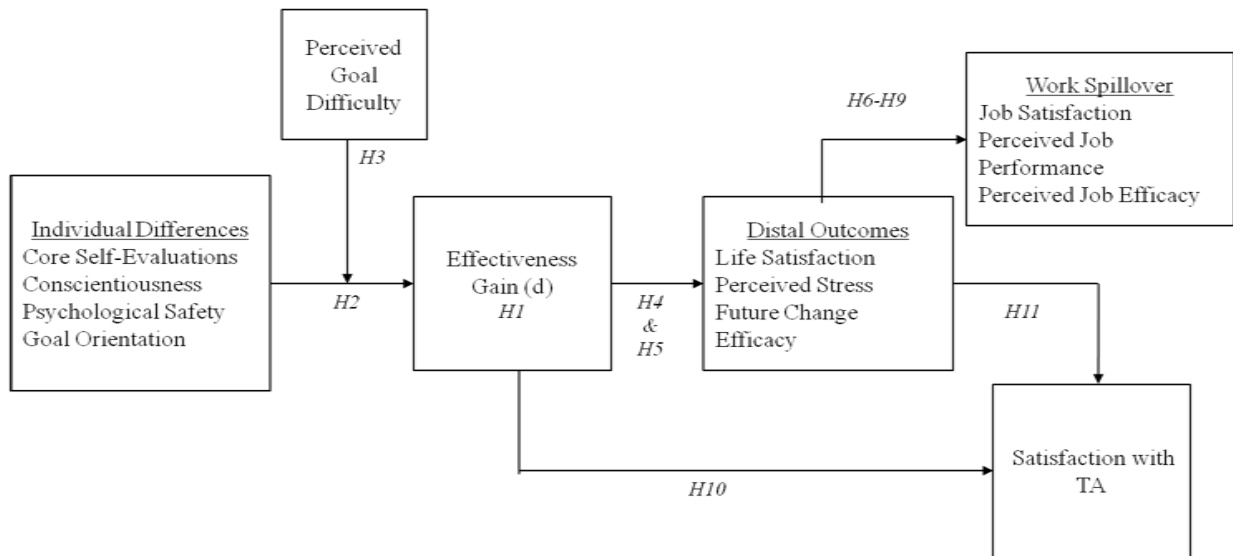 Perceived
Goal
Difficulty
H3
Individual Differences
Core Self-Evaluations
Conscientiousness
Psychological Safety
Goal Orientation
H2
Effectiveness
Gain (d)
H1
H4
&
H5
Distal Outcomes
Life Satisfaction
Perceived Stress
Future Change
Efficacy
H6-H9
Work Spillover
Job Satisfaction
Perceived Job
Performance
Perceived Job Efficacy
H11
H10
Satisfaction with
TA